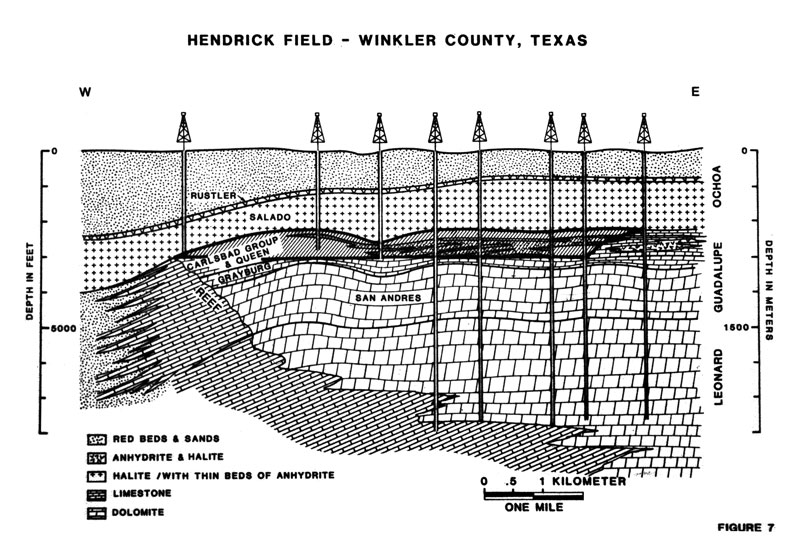 HENDRICK FIELD - WINKLER COUNTY, TEXAS
W
E
0
0
RUSTLER
SALADO
CARLSBAD GROUP
& QUEEN
GRAYBURG
REEF
SAN ANDRES
OCHOA
GUADALUPE
LEONARD
DEPTH IN FEET
5000
1500
DEPTH IN METERS
RED BEDS & SANDS
ANHYDRITE & HALITE
HALITE /WITH THIN BEDS OF ANHYDRITE
LIMESTONE
DOLOMITE
0 .5 1 KILOMETER
ONE MILE
FIGURE 7